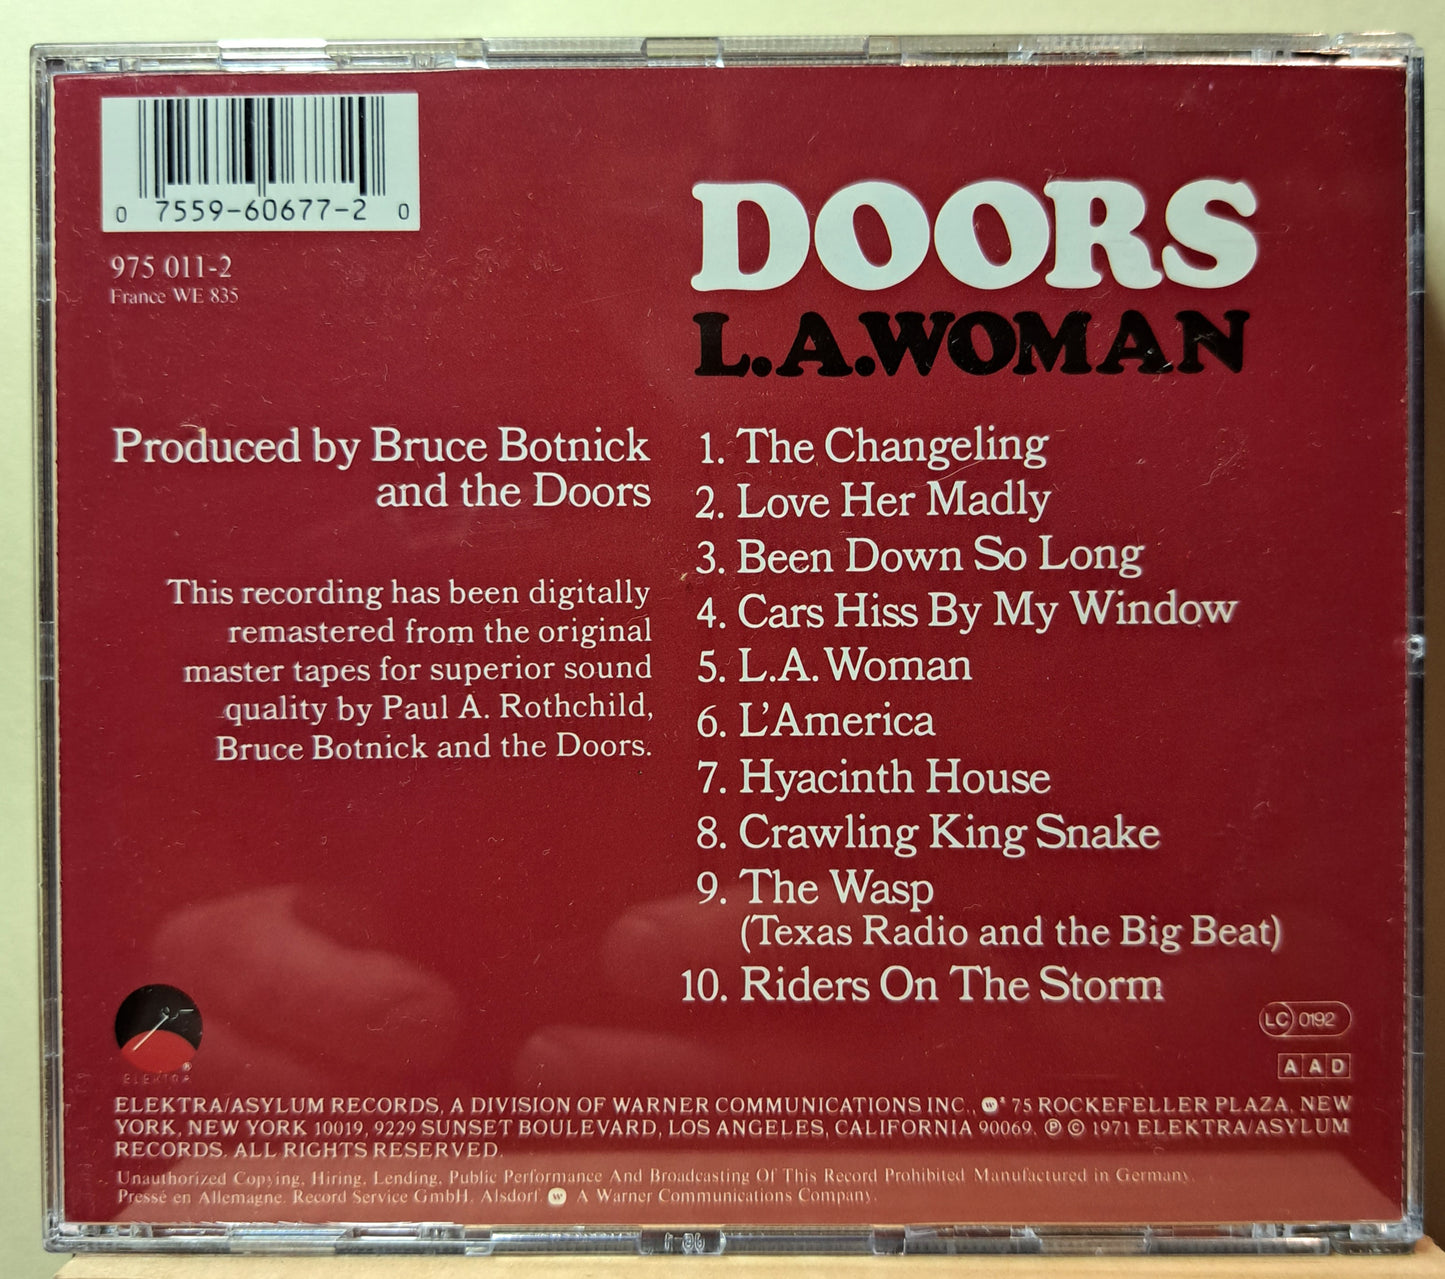 0 7559-60677-2 0
975 011-2
France WE 835
DOORS
L.A.WOMAN
Produced by Bruce Botnick
and the Doors
This recording has been digitally
remastered from the original
master tapes for superior sound
quality by Paul A. Rothchild,
Bruce Botnick and the Doors.
1. The Changeling
2. Love Her Madly
3. Been Down So Long
4. Cars Hiss By My Window
5. L.A. Woman
6. L'America
7. Hyacinth House
8. Crawling King Snake
9. The Wasp
(Texas Radio and the Big Beat)
10. Riders On The Storm
LC 0192
AAD
ELEKTRA
ELEKTRA/ASYLUM RECORDS, A DIVISION OF WARNER COMMUNICATIONS INC., 75 ROCKEFELLER PLAZA, NEW
YORK, NEW YORK 10019, 9229 SUNSET BOULEVARD, LOS ANGELES, CALIFORNIA 90069. ℗ © 1971 ELEKTRA/ASYLUM
RECORDS. ALL RIGHTS RESERVED.
Unauthorized Copying, Hiring, Lending, Public Performance And Broadcasting Of This Record Prohibited Manufactured in Germany.
Pressé en Allemagne. Record Service GmbH, Alsdorf. A Warner Communications Company.